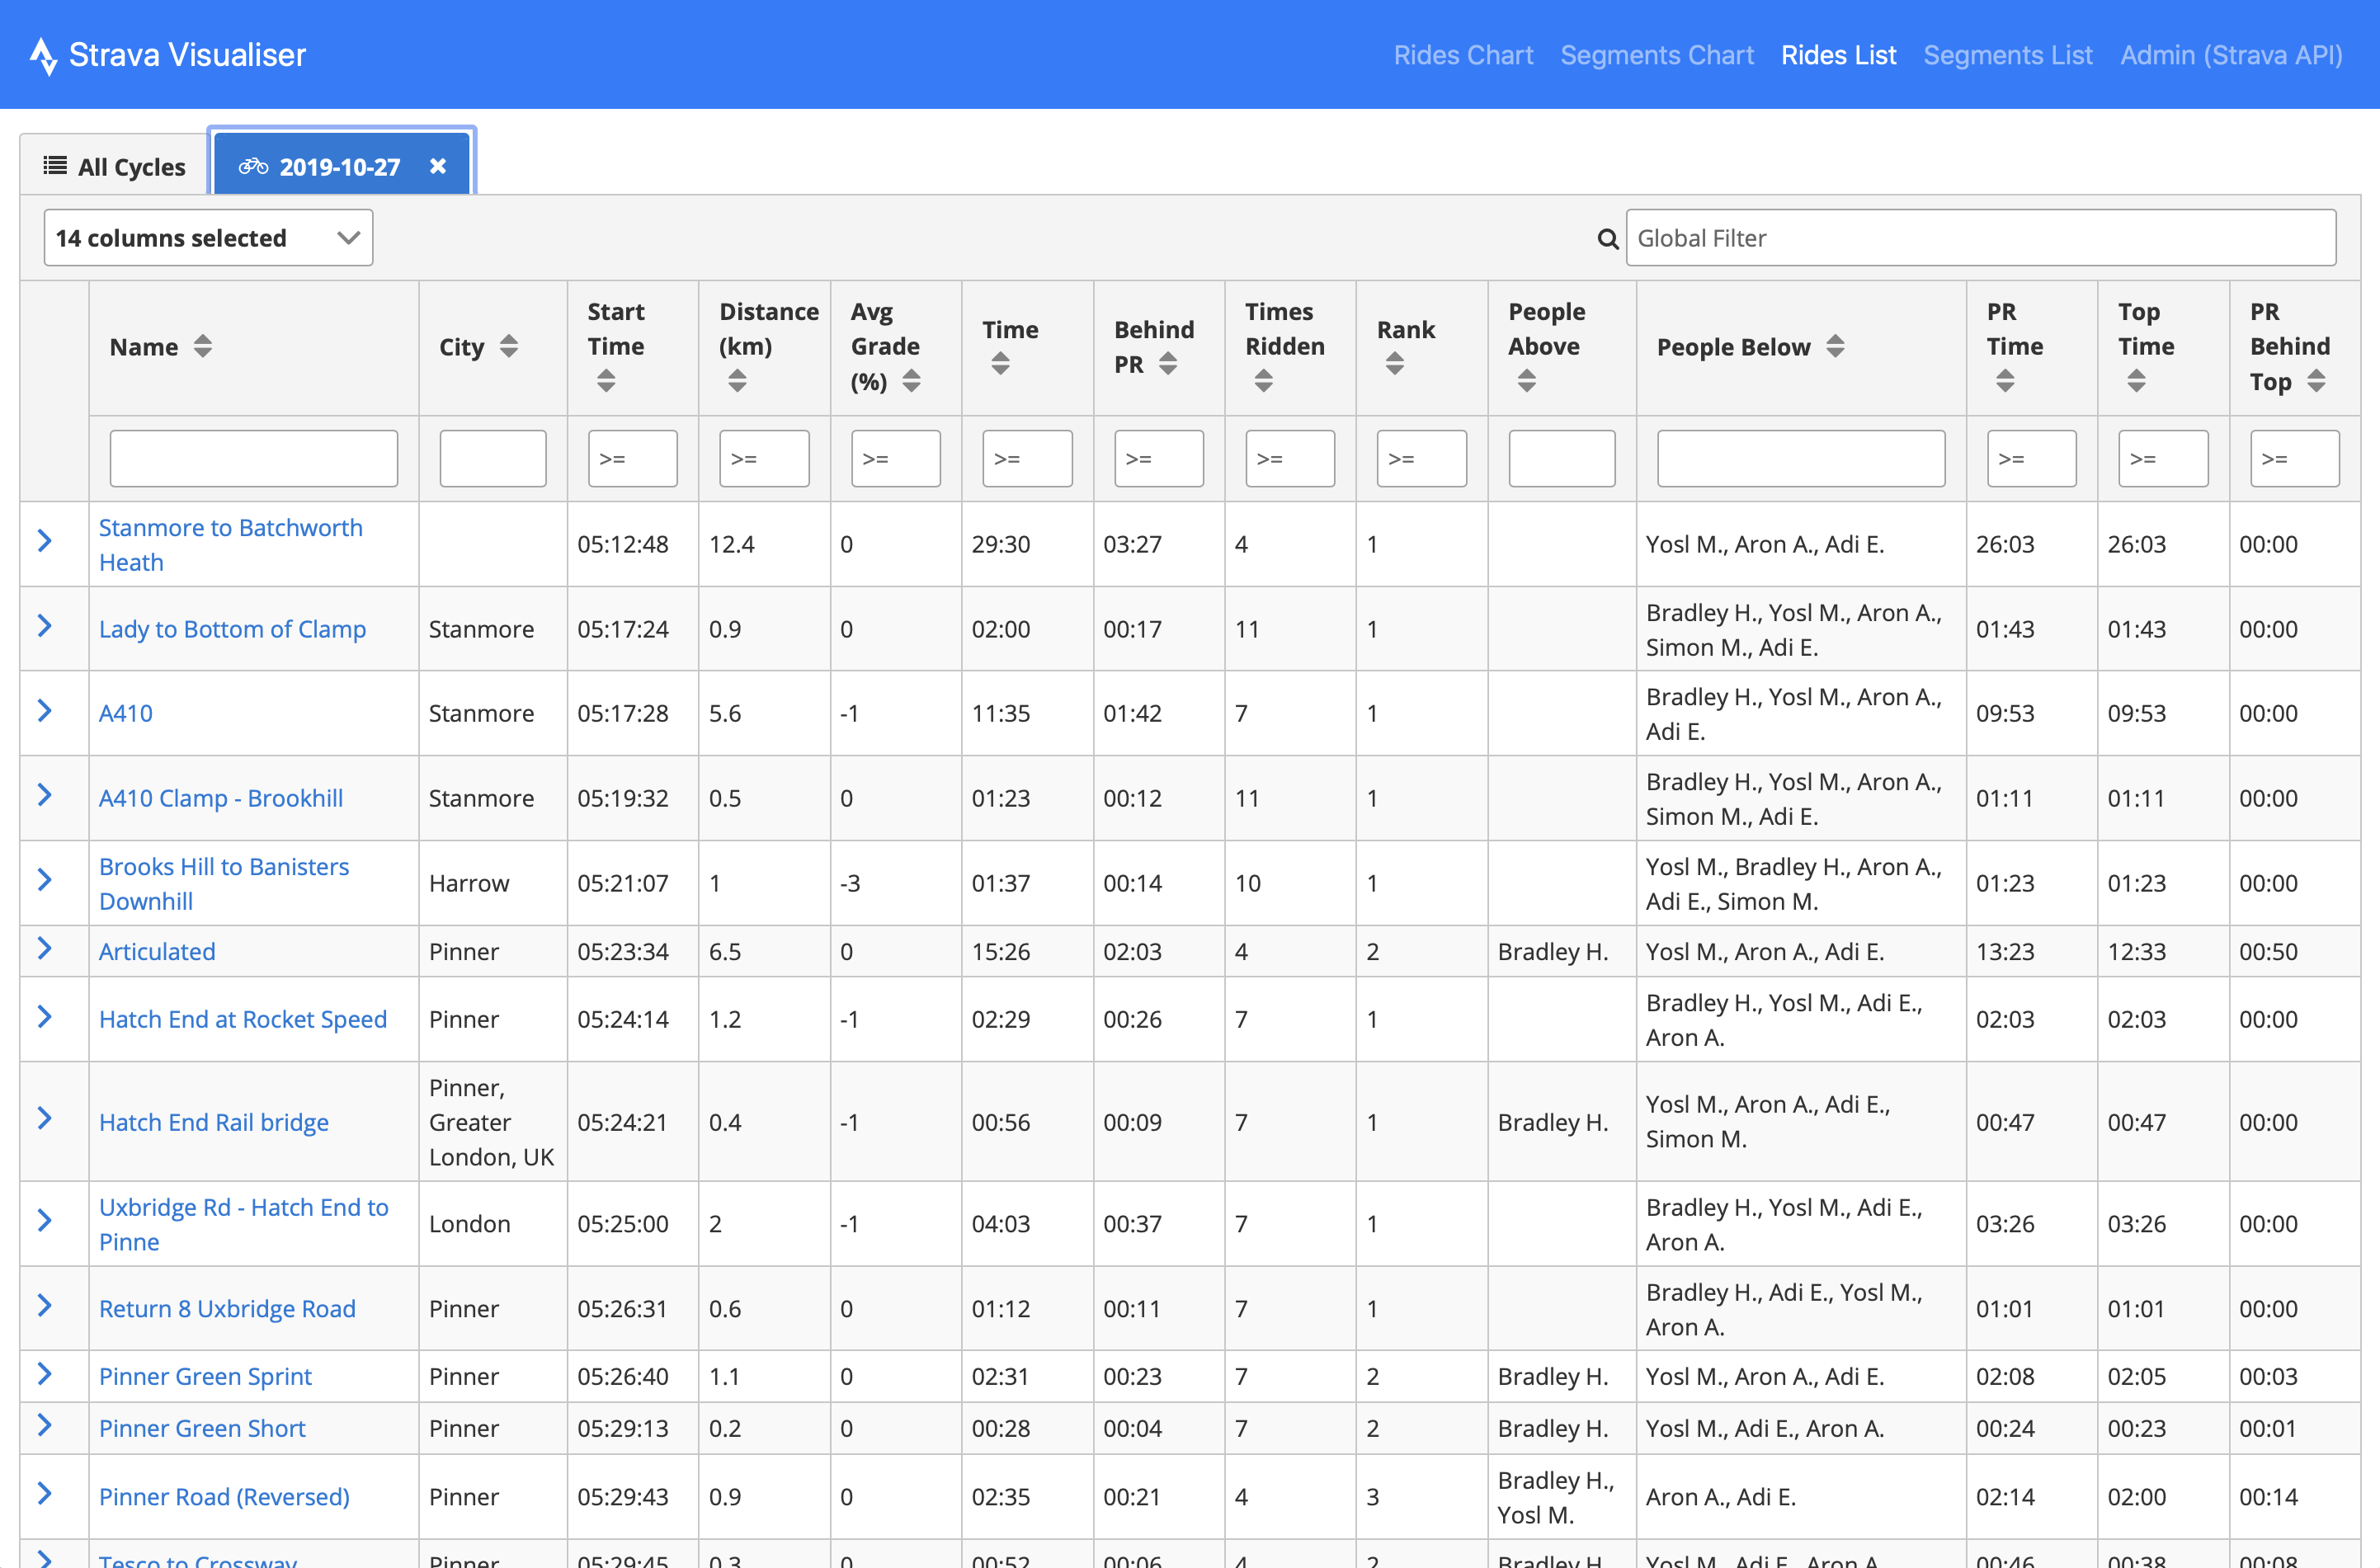 Strava Visualiser
Rides Chart Segments Chart Rides List Segments List Admin (Strava API)
All Cycles 2019-10-27
14 columns selected Global Filter
Name City Start Time Distance (km) Avg Grade (%) Time Behind PR Times Ridden Rank People Above People Below PR Time Top Time PR Behind Top
>= >= >= >= >= >= >= >= >= >=
Stanmore to Batchworth Heath 05:12:48 12.4 0 29:30 03:27 4 1 Yosl M., Aron A., Adi E. 26:03 26:03 00:00
Lady to Bottom of Clamp Stanmore 05:17:24 0.9 0 02:00 00:17 11 1 Bradley H., Yosl M., Aron A., Simon M., Adi E. 01:43 01:43 00:00
A410 Stanmore 05:17:28 5.6 -1 11:35 01:42 7 1 Bradley H., Yosl M., Aron A., Adi E. 09:53 09:53 00:00
A410 Clamp - Brookhill Stanmore 05:19:32 0.5 0 01:23 00:12 11 1 Bradley H., Yosl M., Aron A., Simon M., Adi E. 01:11 01:11 00:00
Brooks Hill to Banisters Downhill Harrow 05:21:07 1 -3 01:37 00:14 10 1 Yosl M., Bradley H., Aron A., Adi E., Simon M. 01:23 01:23 00:00
Articulated Pinner 05:23:34 6.5 0 15:26 02:03 4 2 Bradley H. Yosl M., Aron A., Adi E. 13:23 12:33 00:50
Hatch End at Rocket Speed Pinner 05:24:14 1.2 -1 02:29 00:26 7 1 Bradley H., Yosl M., Adi E., Aron A. 02:03 02:03 00:00
Hatch End Rail bridge Pinner, Greater London, UK 05:24:21 0.4 -1 00:56 00:09 7 1 Bradley H. Yosl M., Aron A., Adi E., Simon M. 00:47 00:47 00:00
Uxbridge Rd - Hatch End to Pinne London 05:25:00 2 -1 04:03 00:37 7 1 Bradley H., Yosl M., Adi E., Aron A. 03:26 03:26 00:00
Return 8 Uxbridge Road Pinner 05:26:31 0.6 0 01:12 00:11 7 1 Bradley H., Adi E., Yosl M., Aron A. 01:01 01:01 00:00
Pinner Green Sprint Pinner 05:26:40 1.1 0 02:31 00:23 7 2 Bradley H. Yosl M., Aron A., Adi E. 02:08 02:05 00:03
Pinner Green Short Pinner 05:29:13 0.2 0 00:28 00:04 7 2 Bradley H. Yosl M., Adi E., Aron A. 00:24 00:23 00:01
Pinner Road (Reversed) Pinner 05:29:43 0.9 0 02:35 00:21 4 3 Bradley H., Yosl M. Aron A., Adi E. 02:14 02:00 00:14
Tesco to Crossway Pinner 05:29:45 0.3 0 00:52 00:06 4 2 Bradley H. Yosl M., Adi E., Aron A. 00:46 00:38 00:08